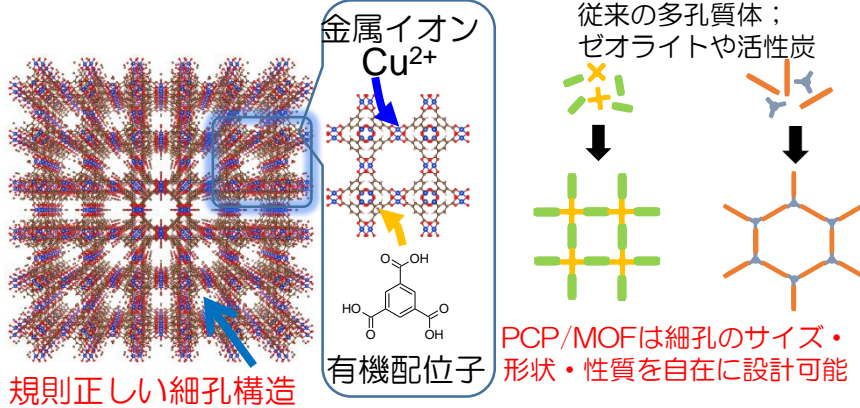 金属イオン
Cu²⁺
従来の多孔質体；
ゼオライトや活性炭
O
OH
HO
O
O
OH
有機配位子
規則正しい細孔構造
PCP/MOFは細孔のサイズ・
形状・性質を自在に設計可能